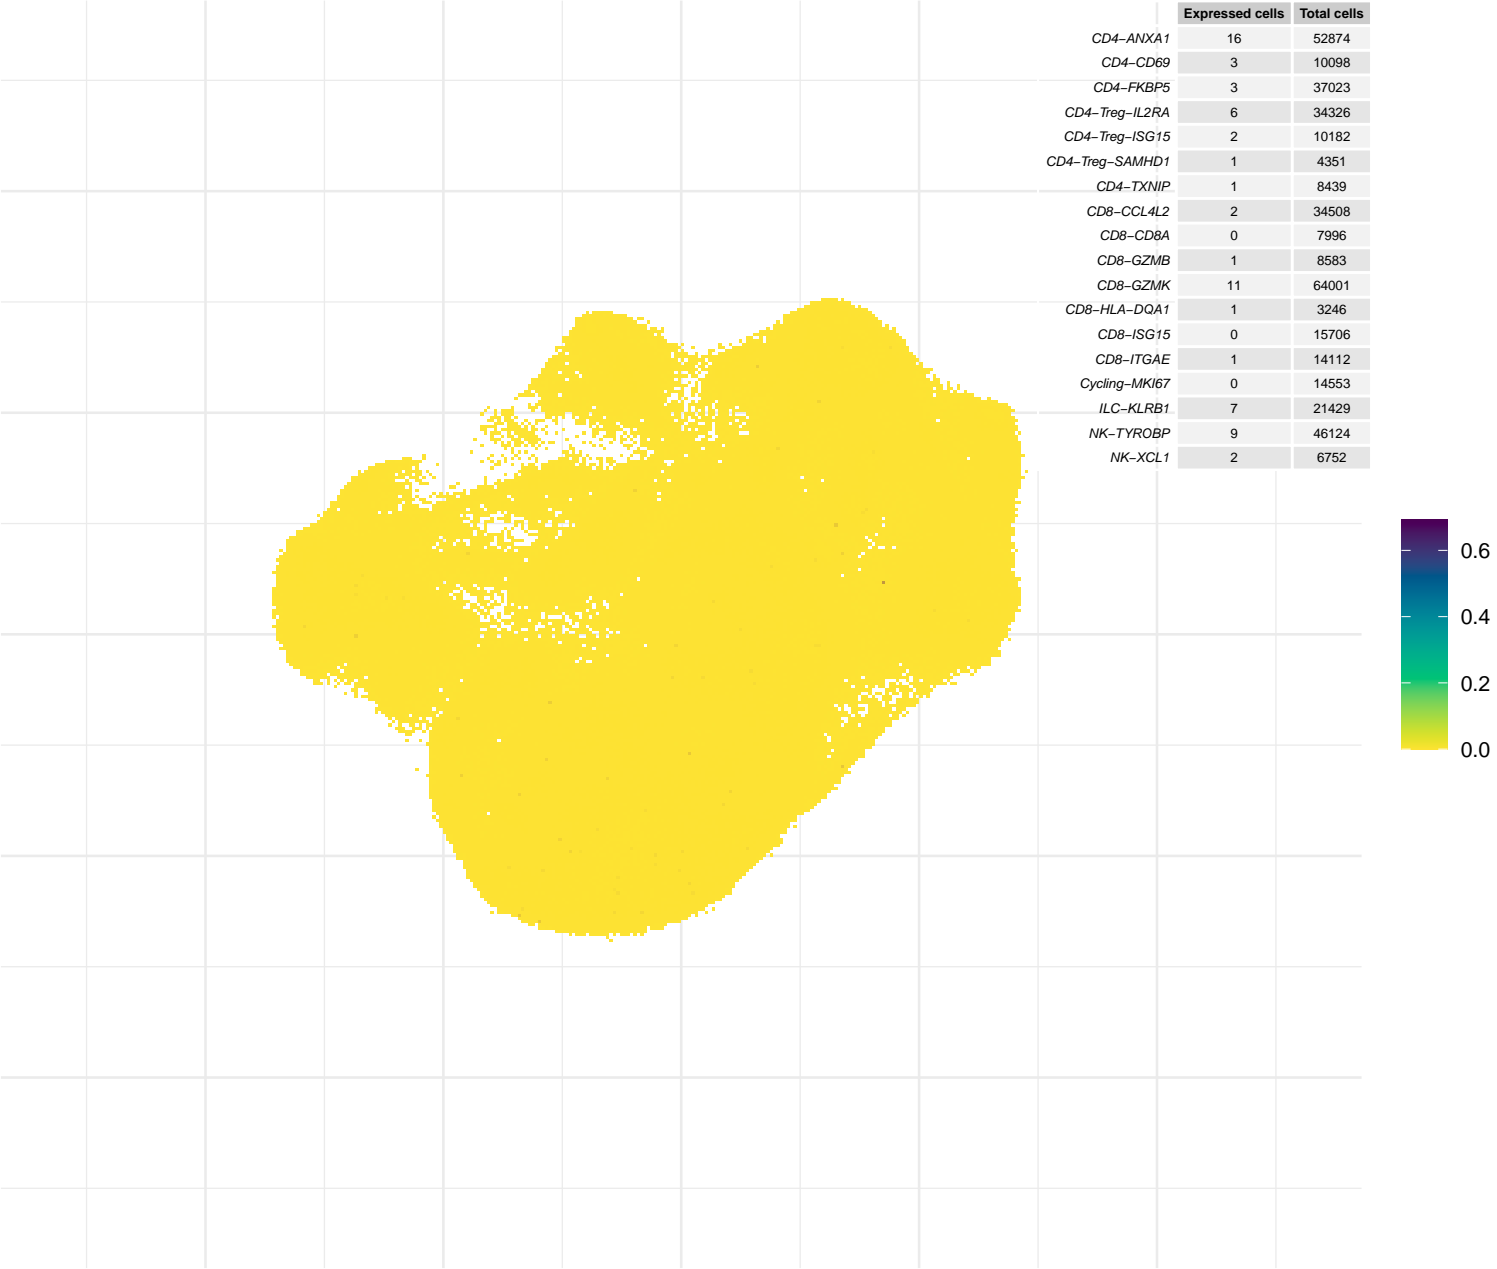 Expressed cells Total cells
CD4−ANXA1 16 52874
CD4−CD69 3 10098
CD4−FKBP5 3 37023
CD4−Treg−IL2RA 6 34326
CD4−Treg−ISG15 2 10182
CD4−Treg−SAMHD1 1 4351
CD4−TXNIP 1 8439
CD8−CCL4L2 2 34508
CD8−CD8A 0 7996
CD8−GZMB 1 8583
CD8−GZMK 11 64001
CD8−HLA−DQA1 1 3246
CD8−ISG15 0 15706
CD8−ITGAE 1 14112
Cycling−MKI67 0 14553
ILC−KLRB1 7 21429
NK−TYROBP 9 46124
NK−XCL1 2 6752
0.6
0.4
0.2
0.0